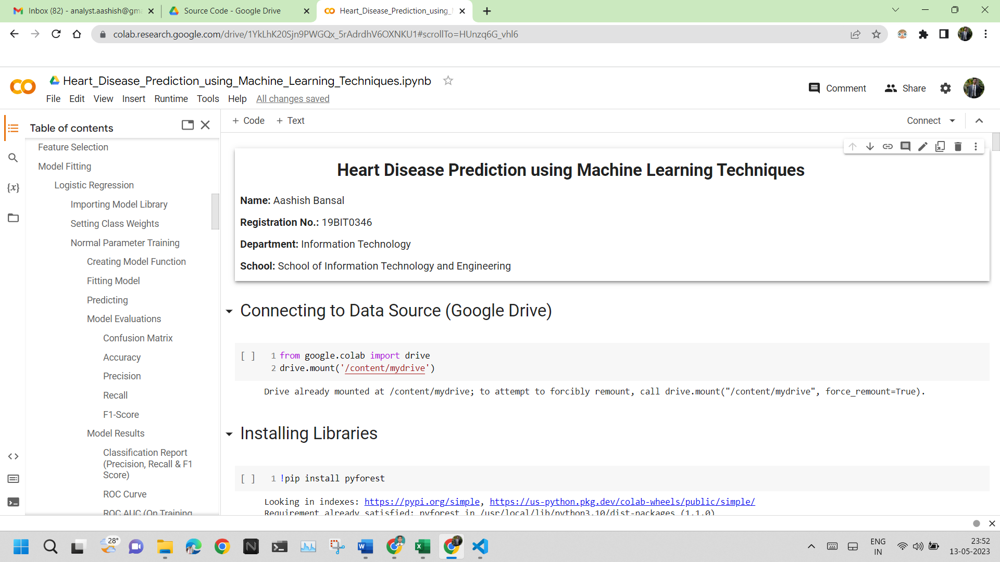 Inbox (82) - analyst.aashish@gm
Source Code - Google Drive
Heart_Disease_Prediction_using_
colab.research.google.com/drive/1YkLhK20Sjn9PWGQx_5rAdrdhV6OXNKU1#scrollTo=HUnzq6G_vhl6
Heart_Disease_Prediction_using_Machine_Learning_Techniques.ipynb
File Edit View Insert Runtime Tools Help All changes saved
Comment Share
Table of contents
Feature Selection
Model Fitting
Logistic Regression
Importing Model Library
Setting Class Weights
Normal Parameter Training
Creating Model Function
Fitting Model
Predicting
Model Evaluations
Confusion Matrix
Accuracy
Precision
Recall
F1-Score
Model Results
Classification Report
(Precision, Recall & F1
Score)
ROC Curve
ROC AUC (On Training
+ Code + Text
Connect
Heart Disease Prediction using Machine Learning Techniques
Name: Aashish Bansal
Registration No.: 19BIT0346
Department: Information Technology
School: School of Information Technology and Engineering
Connecting to Data Source (Google Drive)
[ ] 1 from google.colab import drive
2 drive.mount('/content/mydrive')
Drive already mounted at /content/mydrive; to attempt to forcibly remount, call drive.mount("/content/mydrive", force_remount=True).
Installing Libraries
[ ] 1 !pip install pyforest
Looking in indexes: https://pypi.org/simple, https://us-python.pkg.dev/colab-wheels/public/simple/
Requirement already satisfied: pyforest in /usr/local/lib/python3.10/dist-packages (1.1.0)
28°
ENG
IN
23:52
13-05-2023